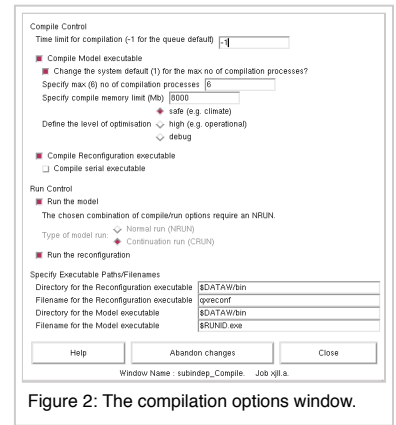 Compile Control
Time limit for compilation (-1 for the queue default) -1
Compile Model executable
Change the system default (1) for the max no of compilation processes?
Specify max (6) no of compilation processes 6
Specify compile memory limit (Mb) 8000
safe (e.g. climate)
Define the level of optimisation high (e.g. operational)
debug
Compile Reconfiguration executable
Compile serial executable
Run Control
Run the model
The chosen combination of compile/run options require an NRUN.
Normal run (NRUN)
Type of model run:
Continuation run (CRUN)
Run the reconfiguration
Specify Executable Paths/Filenames
Directory for the Reconfiguration executable $DATAW/bin
Filename for the Reconfiguration executable qxreconf
Directory for the Model executable $DATAW/bin
Filename for the Model executable $RUNID.exe
Help Abandon changes Close
Window Name : subindep_Compile. Job xjll.a.
Figure 2: The compilation options window.